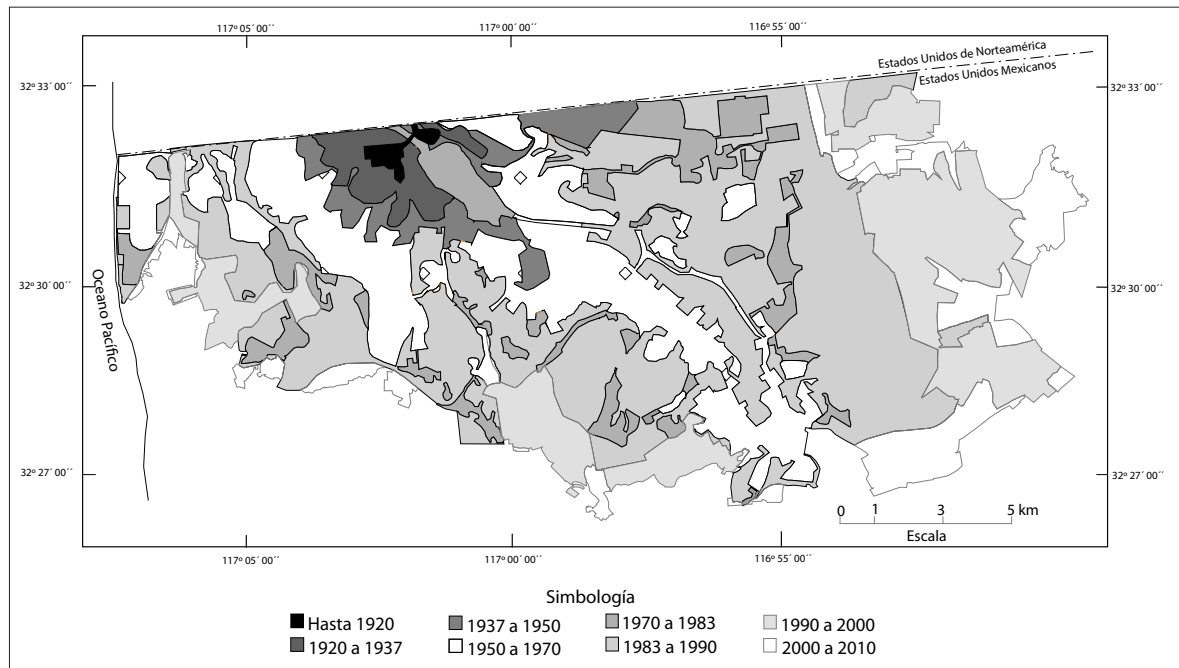 117º 05´ 00´´
117º 00´ 00´´
116º 55´ 00´´
Estados Unidos de Norteamérica
Estados Unidos Mexicanos
32º 33´ 00´´
32º 33´ 00´´
Oceano Pacífico
32º 30´ 00´´
32º 30´ 00´´
32º 27´ 00´´
32º 27´ 00´´
0 1 3 5 km
Escala
117º 05´ 00´´
117º 00´ 00´´
116º 55´ 00´´
Simbología
Hasta 1920
1937 a 1950
1970 a 1983
1990 a 2000
1920 a 1937
1950 a 1970
1983 a 1990
2000 a 2010